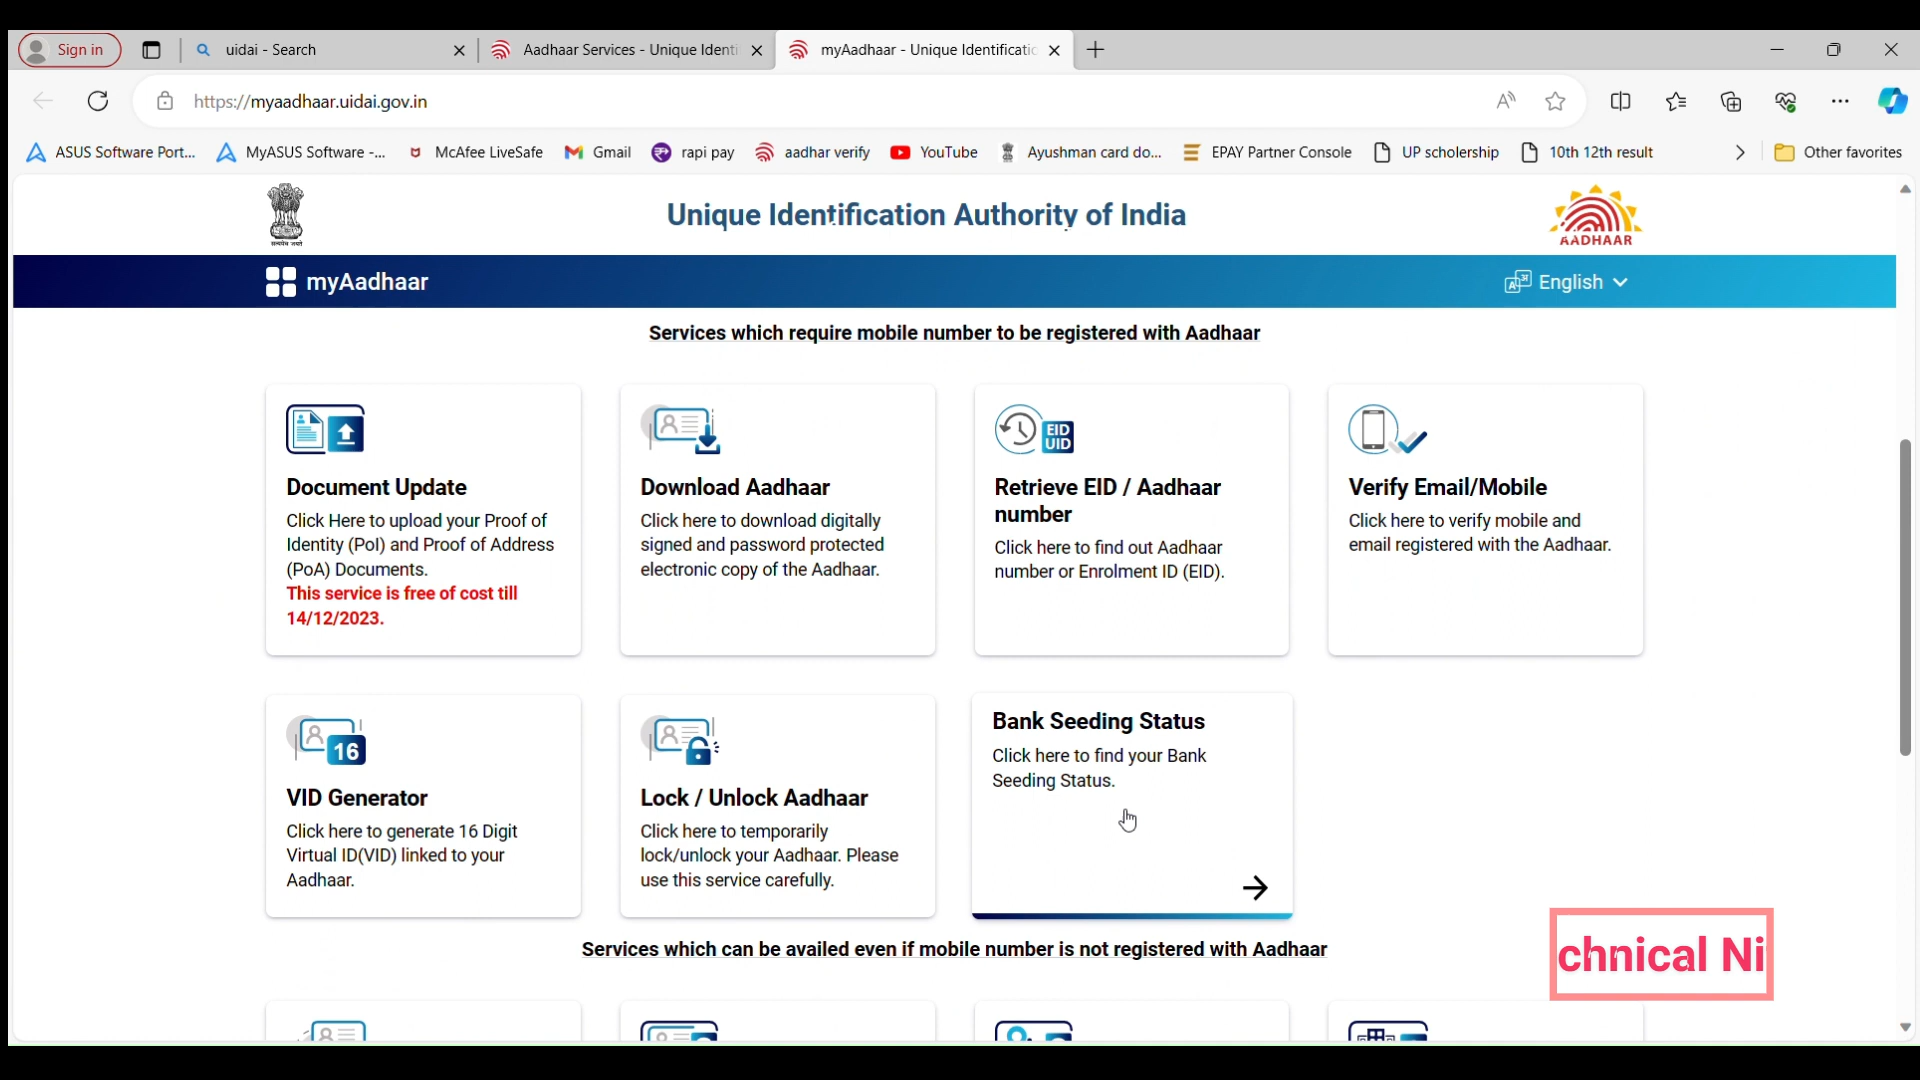 Sign in
uidai - Search
Aadhaar Services - Unique Identi
myAadhaar - Unique Identificatic
https://myaadhaar.uidai.gov.in
ASUS Software Port...
MyASUS Software -...
McAfee LiveSafe
Gmail
rapi pay
aadhar verify
YouTube
Ayushman card do...
EPAY Partner Console
UP scholership
10th 12th result
Other favorites
सत्यमेव जयते
Unique Identification Authority of India
AADHAAR
myAadhaar
English
Services which require mobile number to be registered with Aadhaar
Document Update
Click Here to upload your Proof of
Identity (PoI) and Proof of Address
(PoA) Documents.
This service is free of cost till
14/12/2023.
Download Aadhaar
Click here to download digitally
signed and password protected
electronic copy of the Aadhaar.
EID
UID
Retrieve EID / Aadhaar
number
Click here to find out Aadhaar
number or Enrolment ID (EID).
Verify Email/Mobile
Click here to verify mobile and
email registered with the Aadhaar.
16
VID Generator
Click here to generate 16 Digit
Virtual ID(VID) linked to your
Aadhaar.
Lock / Unlock Aadhaar
Click here to temporarily
lock/unlock your Aadhaar. Please
use this service carefully.
Bank Seeding Status
Click here to find your Bank
Seeding Status.
Services which can be availed even if mobile number is not registered with Aadhaar
chnical Ni